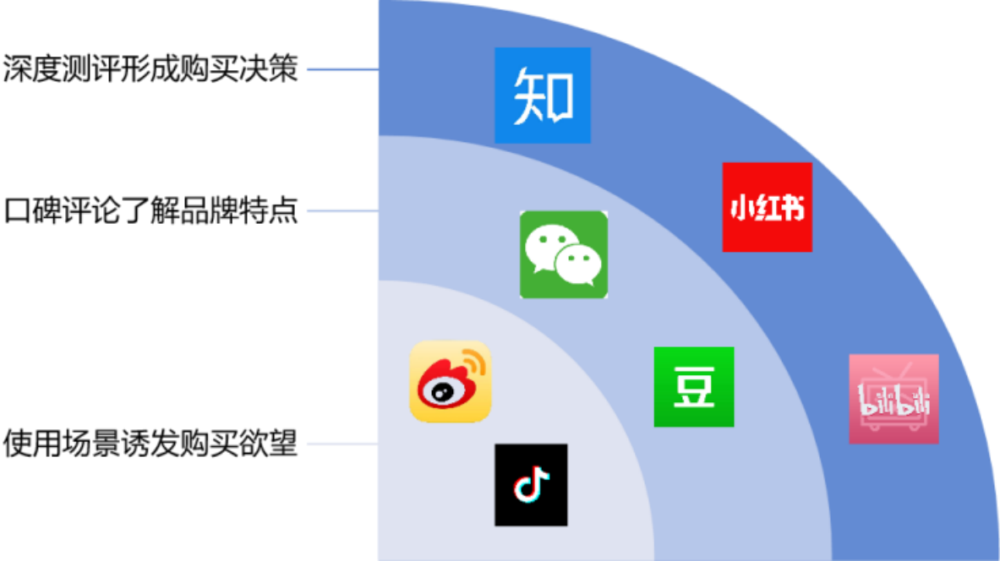 深度测评形成购买决策
知
小红书
口碑评论了解品牌特点
豆
bilibili
使用场景诱发购买欲望